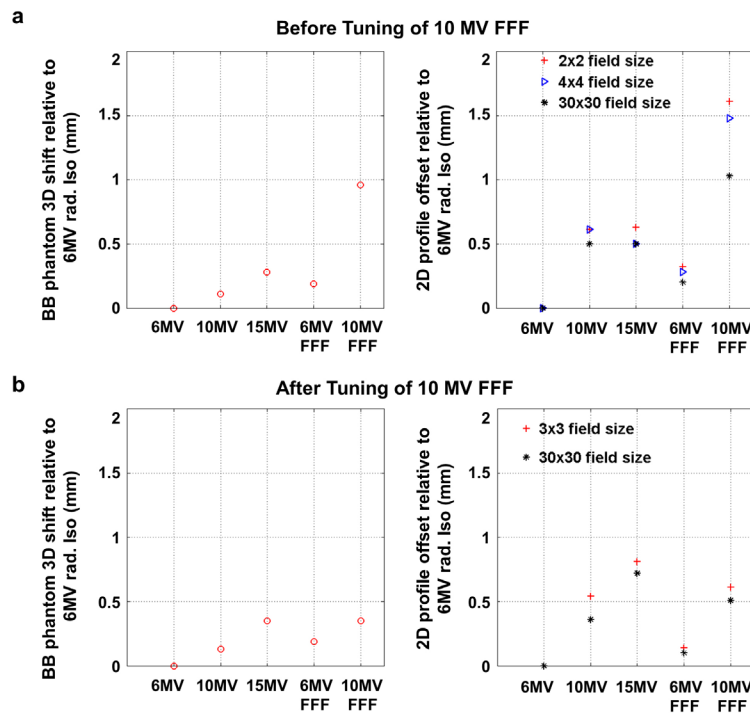 a
Before Tuning of 10 MV FFF
BB phantom 3D shift relative to
6MV rad. Iso (mm)
2
1.5
1
0.5
0
6MV 10MV 15MV 6MV 10MV
FFF FFF
2D profile offset relative to
6MV rad. Iso (mm)
2
1.5
1
0.5
0
2x2 field size
4x4 field size
30x30 field size
6MV 10MV 15MV 6MV 10MV
FFF FFF
b
After Tuning of 10 MV FFF
BB phantom 3D shift relative to
6MV rad. Iso (mm)
2
1.5
1
0.5
0
6MV 10MV 15MV 6MV 10MV
FFF FFF
2D profile offset relative to
6MV rad. Iso (mm)
2
1.5
1
0.5
0
3x3 field size
30x30 field size
6MV 10MV 15MV 6MV 10MV
FFF FFF